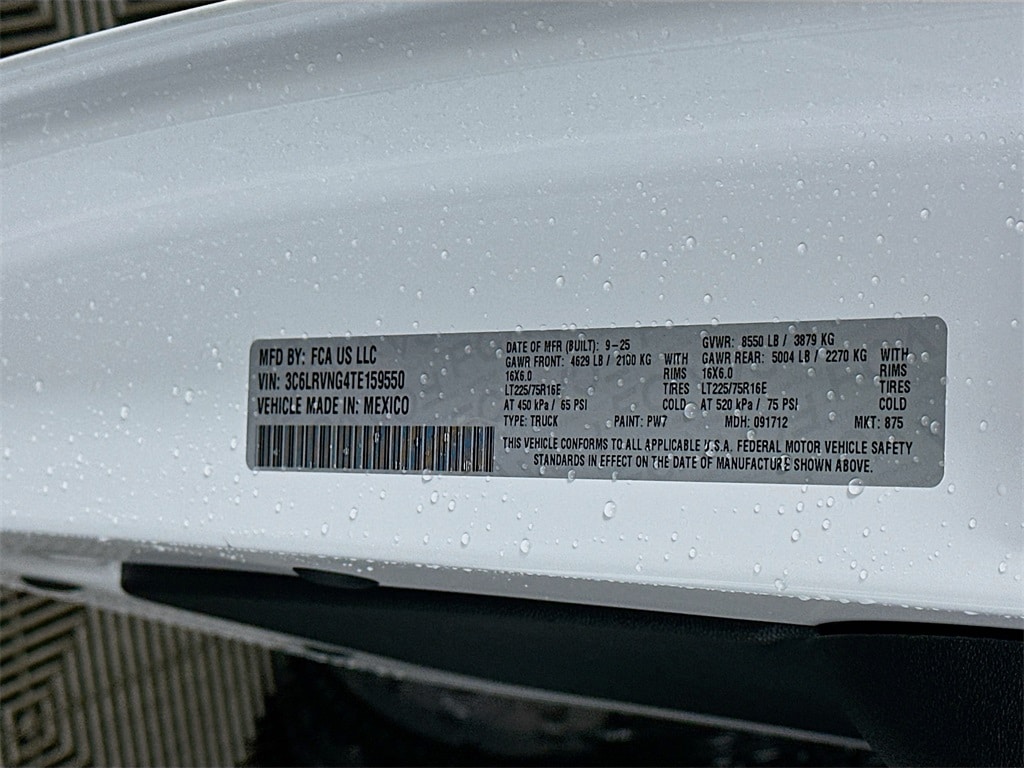 MFD BY: FCA US LLC
VIN: 3C6LRVNG4TE159550
VEHICLE MADE IN: MEXICO
DATE OF MFR (BUILT): 9-25 GVWR: 8550 LB / 3879 KG
GAWR FRONT: 4629 LB / 2100 KG WITH GAWR REAR: 5004 LB / 2270 KG WITH
16X6.0 RIMS 16X6.0 RIMS
LT225/75R16E TIRES LT225/75R16E TIRES
AT 450 kPa / 65 PSI COLD AT 520 kPa / 75 PSI COLD
TYPE: TRUCK PAINT: PW7 MDH: 091712 MKT: 875
THIS VEHICLE CONFORMS TO ALL APPLICABLE U.S.A. FEDERAL MOTOR VEHICLE SAFETY
STANDARDS IN EFFECT ON THE DATE OF MANUFACTURE SHOWN ABOVE.